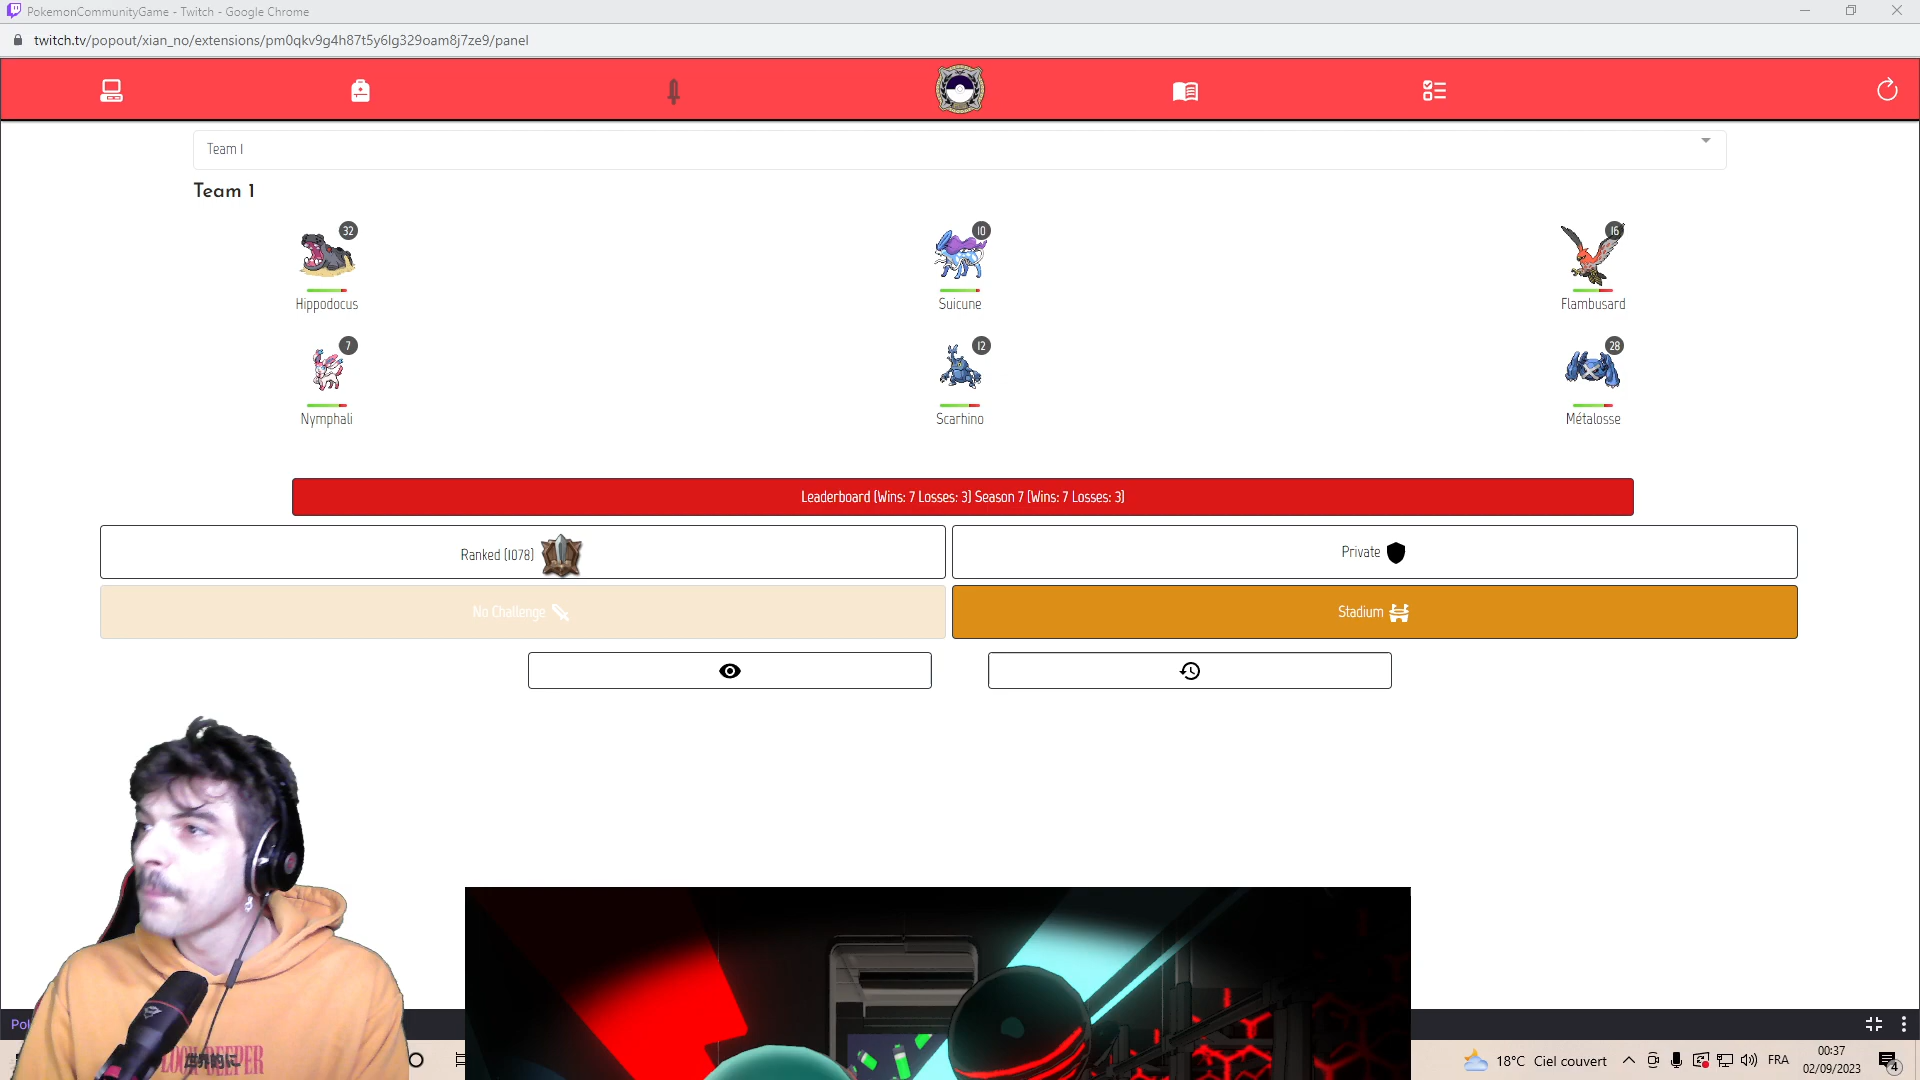 PokemonCommunityGame - Twitch - Google Chrome
twitch.tv/popout/xian_no/extensions/pm0qkv9g4h87t5y6lg329oam8j7ze9/panel
Team 1
Team 1
32
10
16
Hippodocus
Suicune
Flambusard
7
12
28
Nymphali
Scarhino
Métalosse
Leaderboard (Wins: 7 Losses: 3) Season 7 (Wins: 7 Losses: 3)
Ranked (1078)
Private
No Challenge
Stadium
18°C Ciel couvert
FRA
00:37
02/09/2023
4